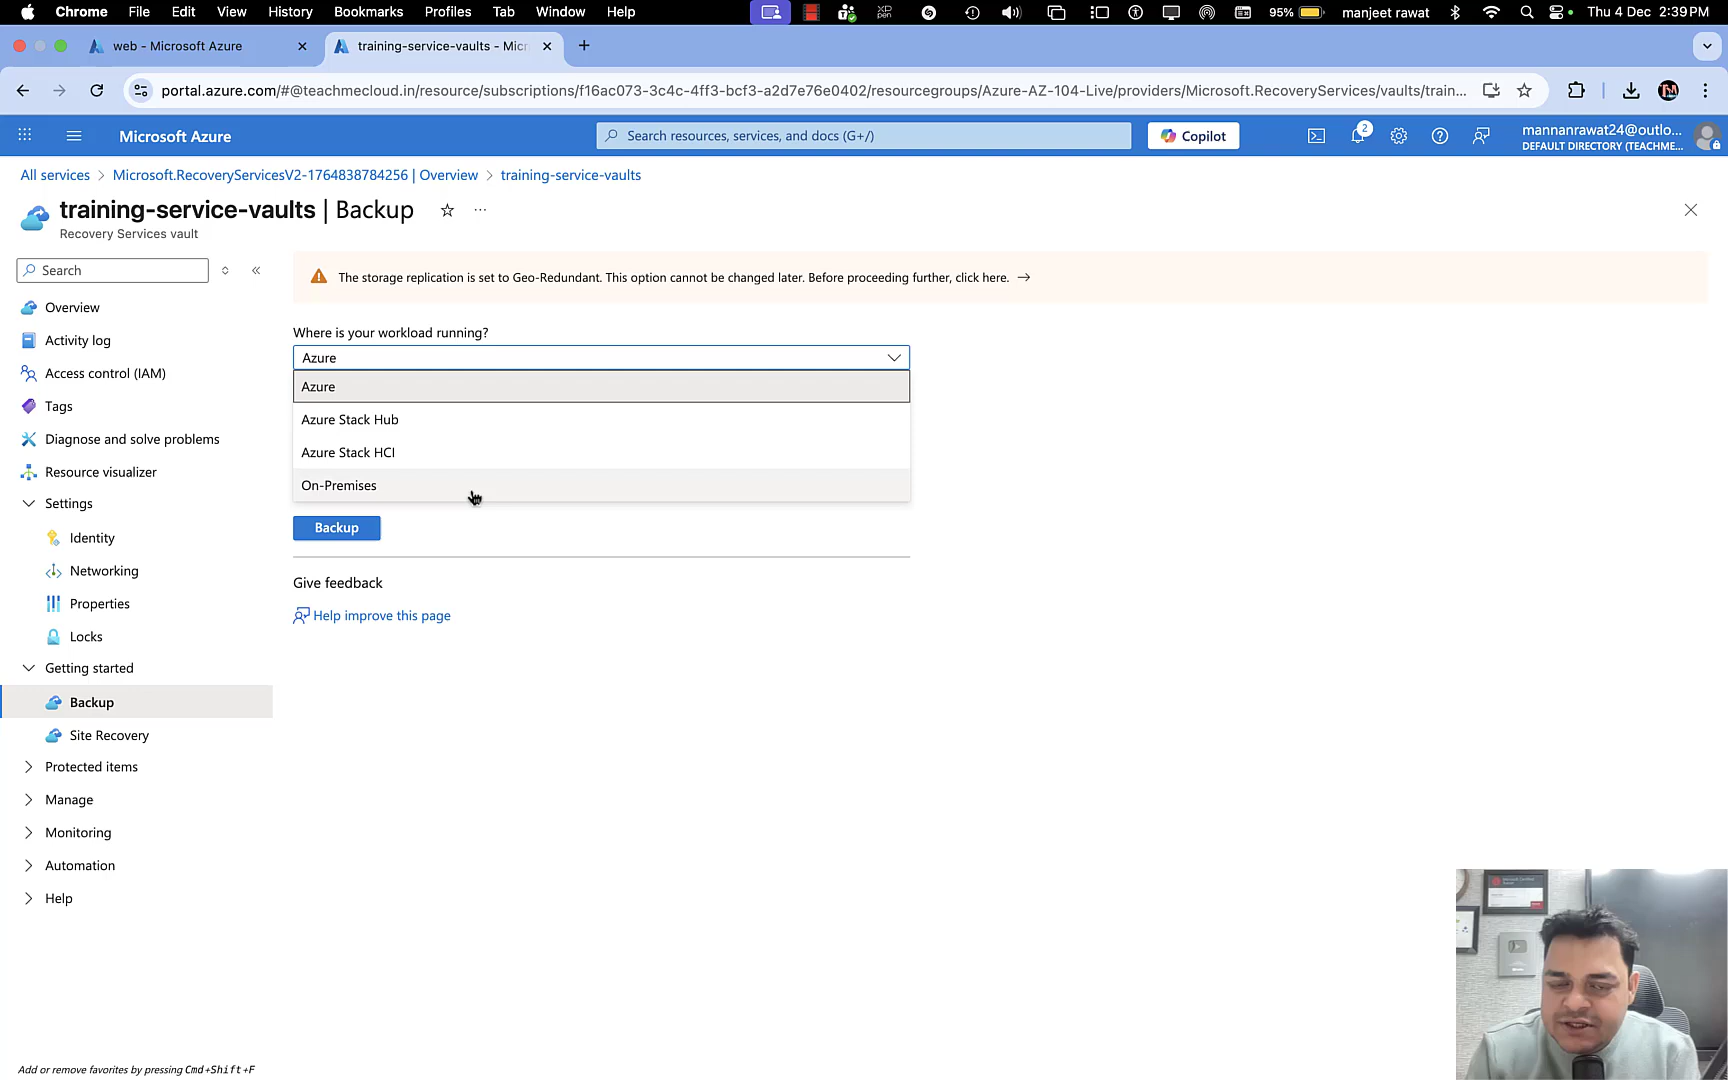 Chrome File Edit View History Bookmarks Profiles Tab Window Help 95% manjeet rawat Thu 4 Dec 2:39 PM
web - Microsoft Azure
training-service-vaults - Micr
portal.azure.com/#@teachmecloud.in/resource/subscriptions/f16ac073-3c4c-4ff3-bcf3-a2d7e76e0402/resourcegroups/Azure-AZ-104-Live/providers/Microsoft.RecoveryServices/vaults/train...
Microsoft Azure
Search resources, services, and docs (G+/)
Copilot
2
mannanrawat24@outlo...
DEFAULT DIRECTORY (TEACHME...
All services > Microsoft.RecoveryServicesV2-1764838784256 | Overview > training-service-vaults
training-service-vaults | Backup
Recovery Services vault
Search
Overview
Activity log
Access control (IAM)
Tags
Diagnose and solve problems
Resource visualizer
Settings
Identity
Networking
Properties
Locks
Getting started
Backup
Site Recovery
Protected items
Manage
Monitoring
Automation
Help
Add or remove favorites by pressing Cmd+Shift+F
The storage replication is set to Geo-Redundant. This option cannot be changed later. Before proceeding further, click here. →
Where is your workload running?
Azure
Azure
Azure Stack Hub
Azure Stack HCI
On-Premises
Backup
Give feedback
Help improve this page